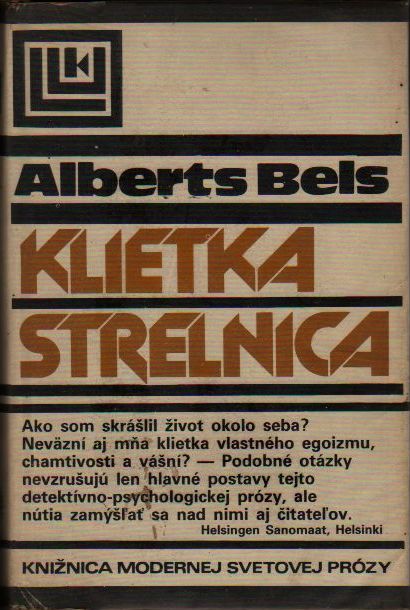 Alberts Bels
KLIETKA
STRELNICA
Ako som skrášlil život okolo seba?
Neväzní aj mňa klietka vlastného egoizmu,
chamtivosti a vášní? — Podobné otázky
nevzrušujú len hlavné postavy tejto
detektívno-psychologickej prózy, ale
nútia zamýšľať sa nad nimi aj čitateľov.
Helsingen Sanomaat, Helsinki
KNIŽNICA MODERNEJ SVETOVEJ PRÓZY